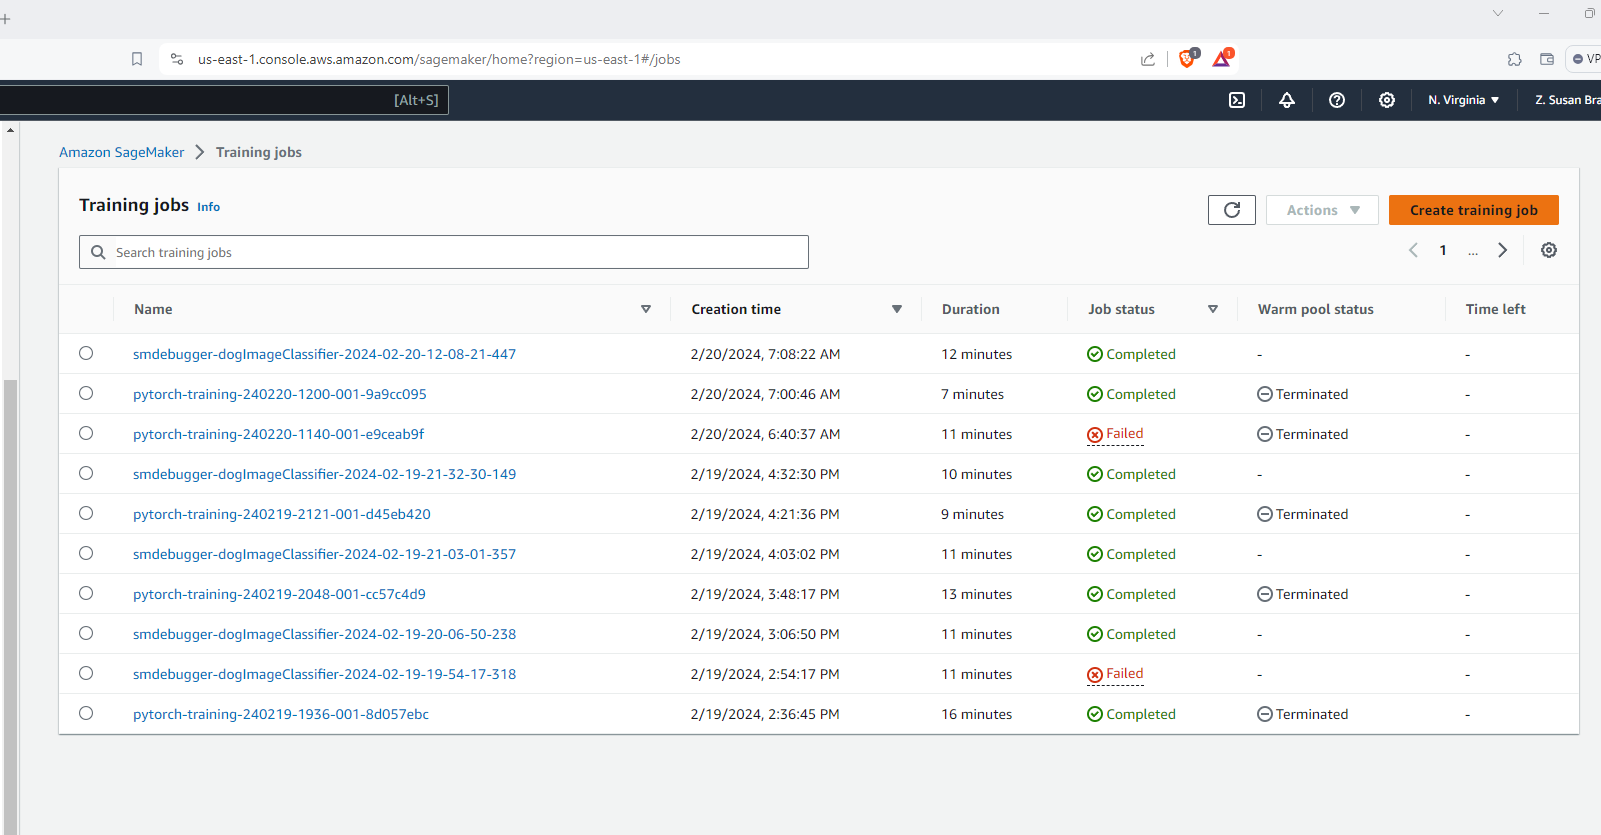 us-east-1.console.aws.amazon.com/sagemaker/home?region=us-east-1#/jobs
1
1
VP
[Alt+S]
N. Virginia
Z. Susan Bra
Amazon SageMaker > Training jobs
Training jobs Info
Actions
Create training job
Search training jobs
1 ...
Name Creation time Duration Job status Warm pool status Time left
smdebugger-dogImageClassifier-2024-02-20-12-08-21-447 2/20/2024, 7:08:22 AM 12 minutes Completed - -
pytorch-training-240220-1200-001-9a9cc095 2/20/2024, 7:00:46 AM 7 minutes Completed Terminated -
pytorch-training-240220-1140-001-e9ceab9f 2/20/2024, 6:40:37 AM 11 minutes Failed Terminated -
smdebugger-dogImageClassifier-2024-02-19-21-32-30-149 2/19/2024, 4:32:30 PM 10 minutes Completed - -
pytorch-training-240219-2121-001-d45eb420 2/19/2024, 4:21:36 PM 9 minutes Completed Terminated -
smdebugger-dogImageClassifier-2024-02-19-21-03-01-357 2/19/2024, 4:03:02 PM 11 minutes Completed - -
pytorch-training-240219-2048-001-cc57c4d9 2/19/2024, 3:48:17 PM 13 minutes Completed Terminated -
smdebugger-dogImageClassifier-2024-02-19-20-06-50-238 2/19/2024, 3:06:50 PM 11 minutes Completed - -
smdebugger-dogImageClassifier-2024-02-19-19-54-17-318 2/19/2024, 2:54:17 PM 11 minutes Failed - -
pytorch-training-240219-1936-001-8d057ebc 2/19/2024, 2:36:45 PM 16 minutes Completed Terminated -